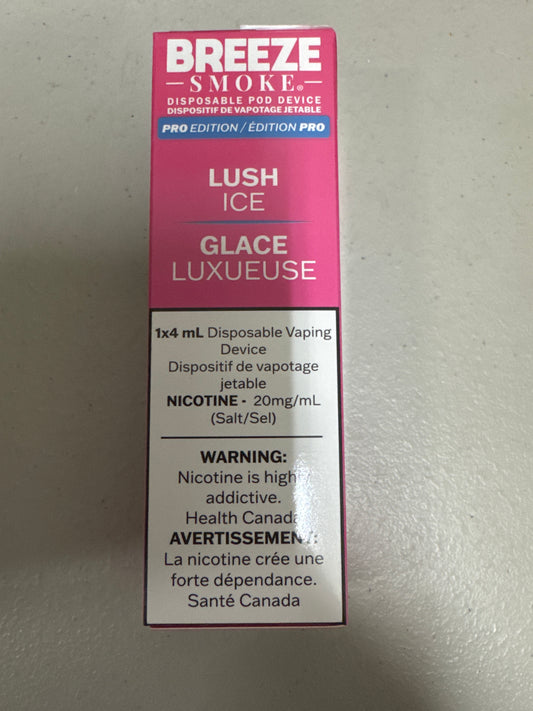 BREEZE
SMOKE®
DISPOSABLE POD DEVICE
DISPOSITIF DE VAPOTAGE JETABLE
PRO EDITION / ÉDITION PRO
LUSH
ICE
GLACE
LUXUEUSE
1x4 mL Disposable Vaping
Device
Dispositif de vapotage
jetable
NICOTINE - 20mg/mL
(Salt/Sel)
WARNING:
Nicotine is highly
addictive.
Health Canada
AVERTISSEMENT:
La nicotine crée une
forte dépendance.
Santé Canada